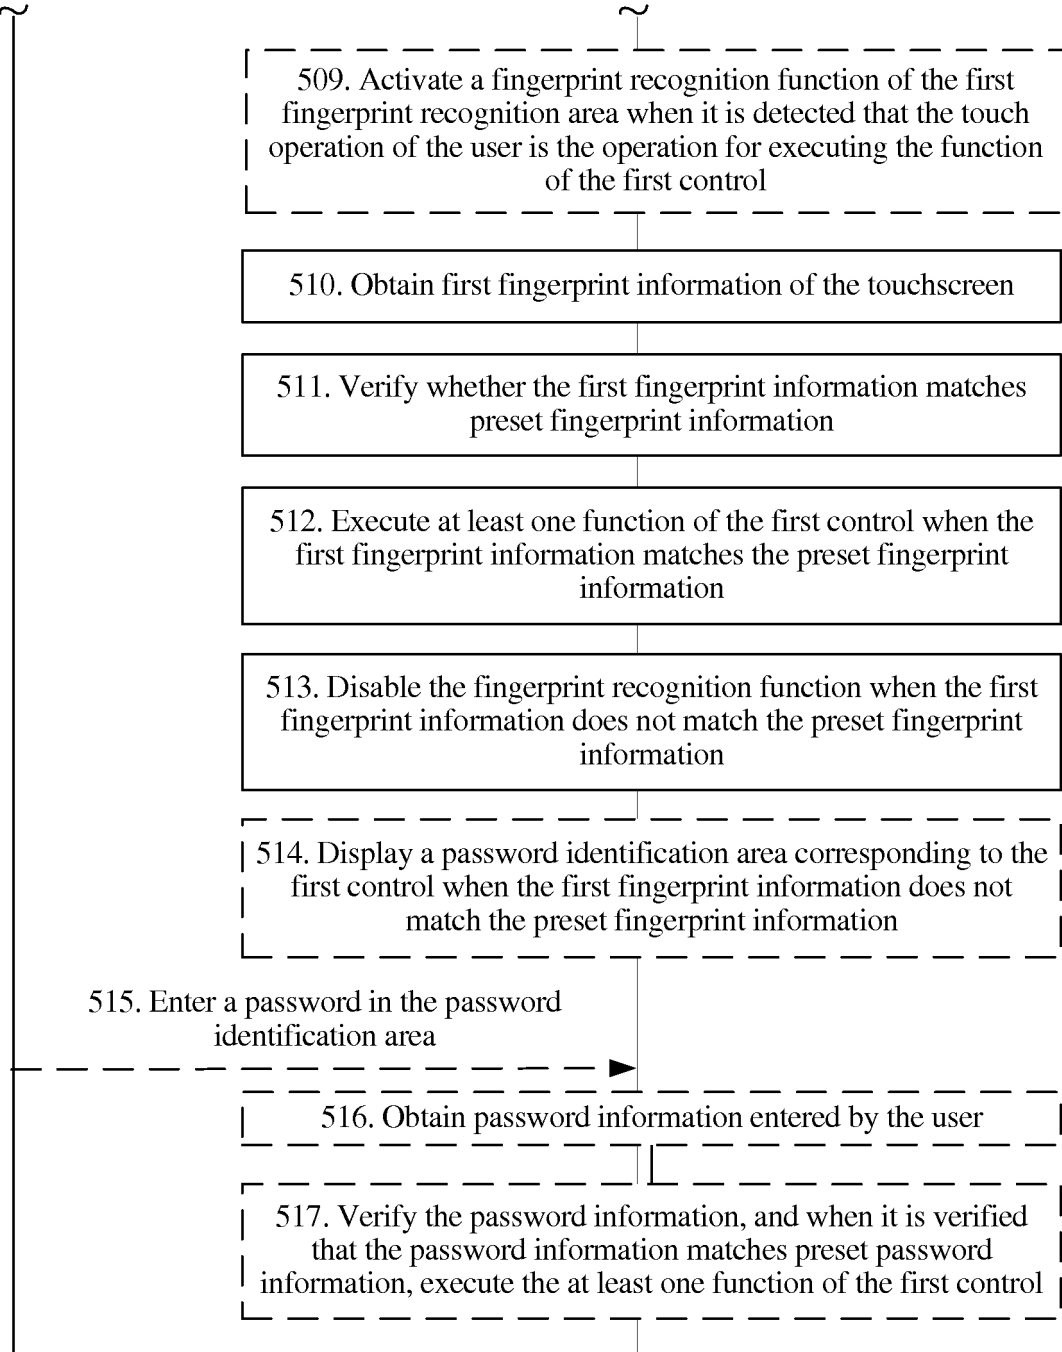 509. Activate a fingerprint recognition function of the first
fingerprint recognition area when it is detected that the touch
operation of the user is the operation for executing the function
of the first control
510. Obtain first fingerprint information of the touchscreen
511. Verify whether the first fingerprint information matches
preset fingerprint information
512. Execute at least one function of the first control when the
first fingerprint information matches the preset fingerprint
information
513. Disable the fingerprint recognition function when the first
fingerprint information does not match the preset fingerprint
information
514. Display a password identification area corresponding to the
first control when the first fingerprint information does not
match the preset fingerprint information
515. Enter a password in the password
identification area
516. Obtain password information entered by the user
517. Verify the password information, and when it is verified
that the password information matches preset password
information, execute the at least one function of the first control